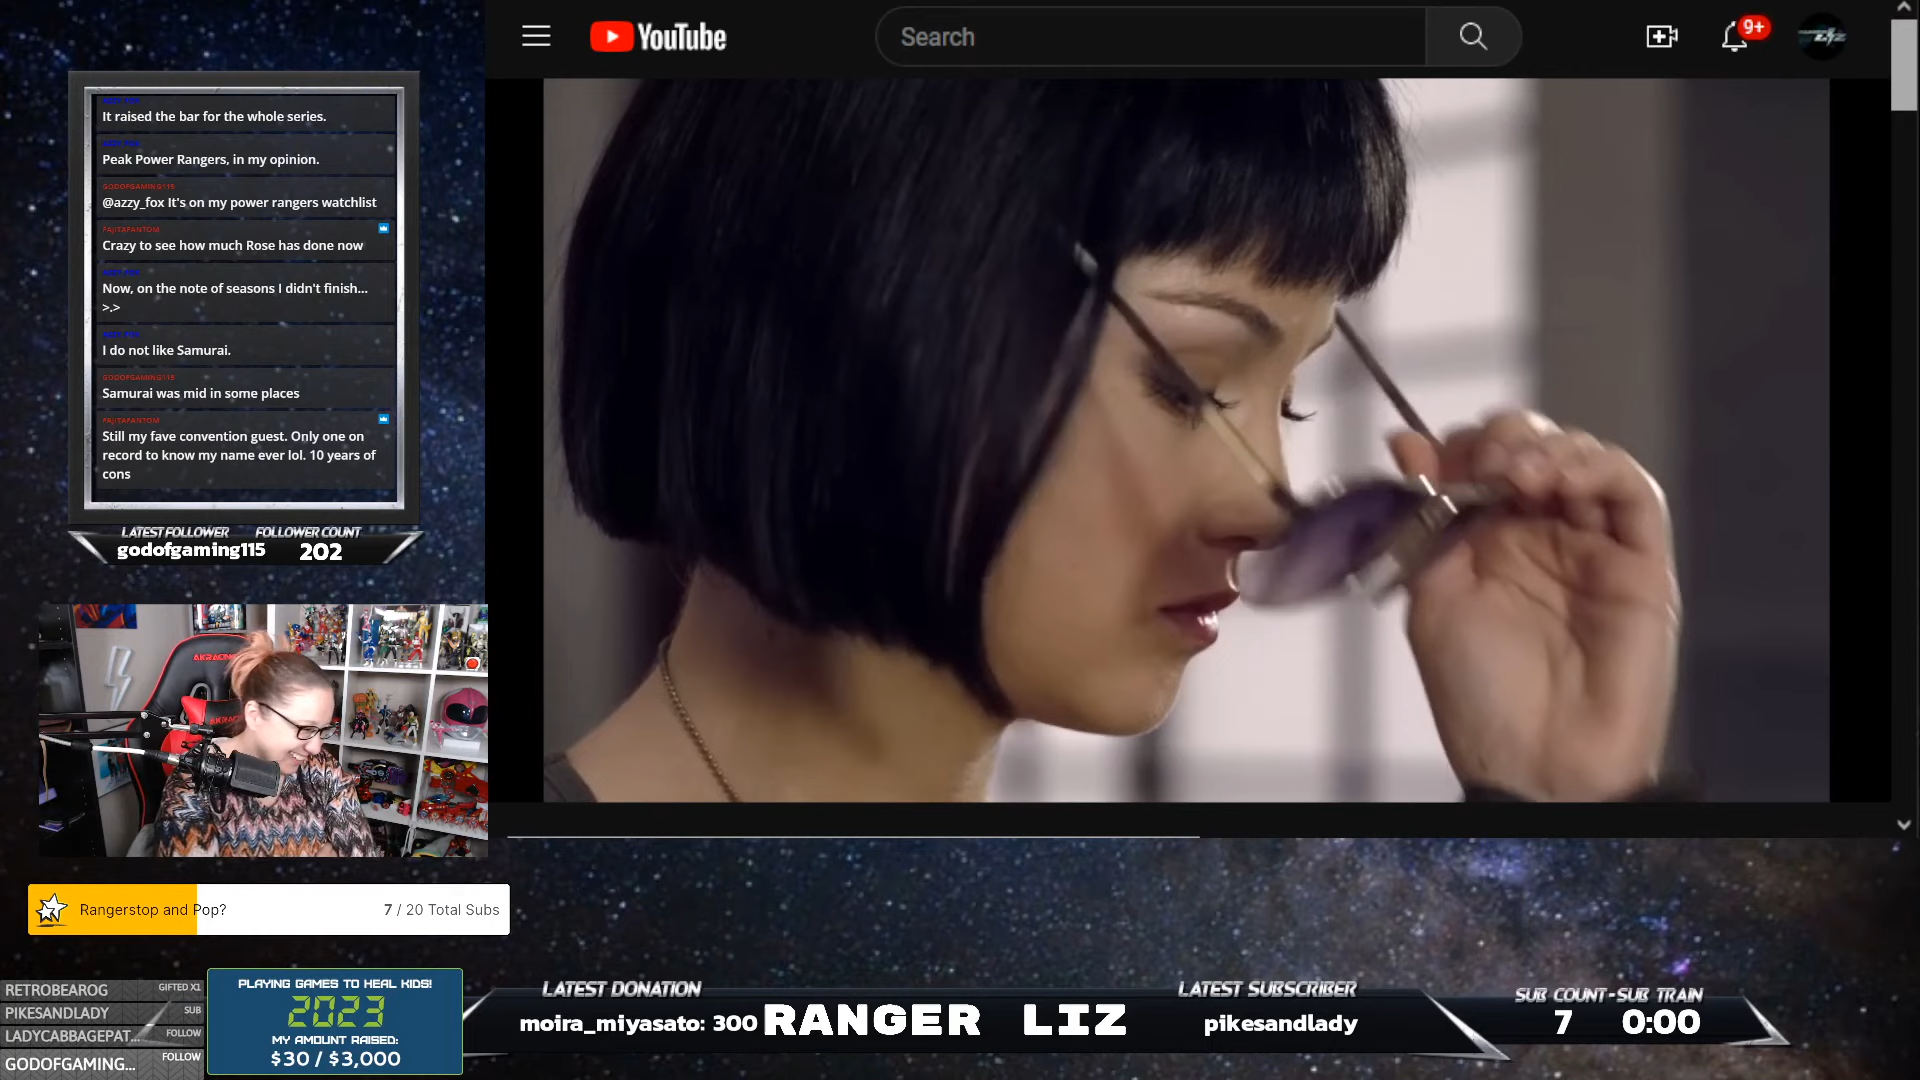 YouTube
Search
9+
It raised the bar for the whole series.
Peak Power Rangers, in my opinion.
GODOFGAMING115
@azzy_fox It's on my power rangers watchlist
FAJITAFANTOM
Crazy to see how much Rose has done now
Now, on the note of seasons I didn't finish...
>.>
I do not like Samurai.
GODOFGAMING115
Samurai was mid in some places
FAJITAFANTOM
Still my fave convention guest. Only one on
record to know my name ever lol. 10 years of
cons
LATEST FOLLOWER FOLLOWER COUNT
godofgaming115 202
Rangerstop and Pop? 7 / 20 Total Subs
RETROBEAROG GIFTED X1
PIKESANDLADY SUB
LADYCABBAGEPAT... FOLLOW
GODOFGAMING... FOLLOW
PLAYING GAMES TO HEAL KIDS!
2023
MY AMOUNT RAISED:
$30 / $3,000
LATEST DONATION
moira_miyasato: 300
RANGER LIZ
LATEST SUBSCRIBER
pikesandlady
SUB COUNT-SUB TRAIN
7 0:00